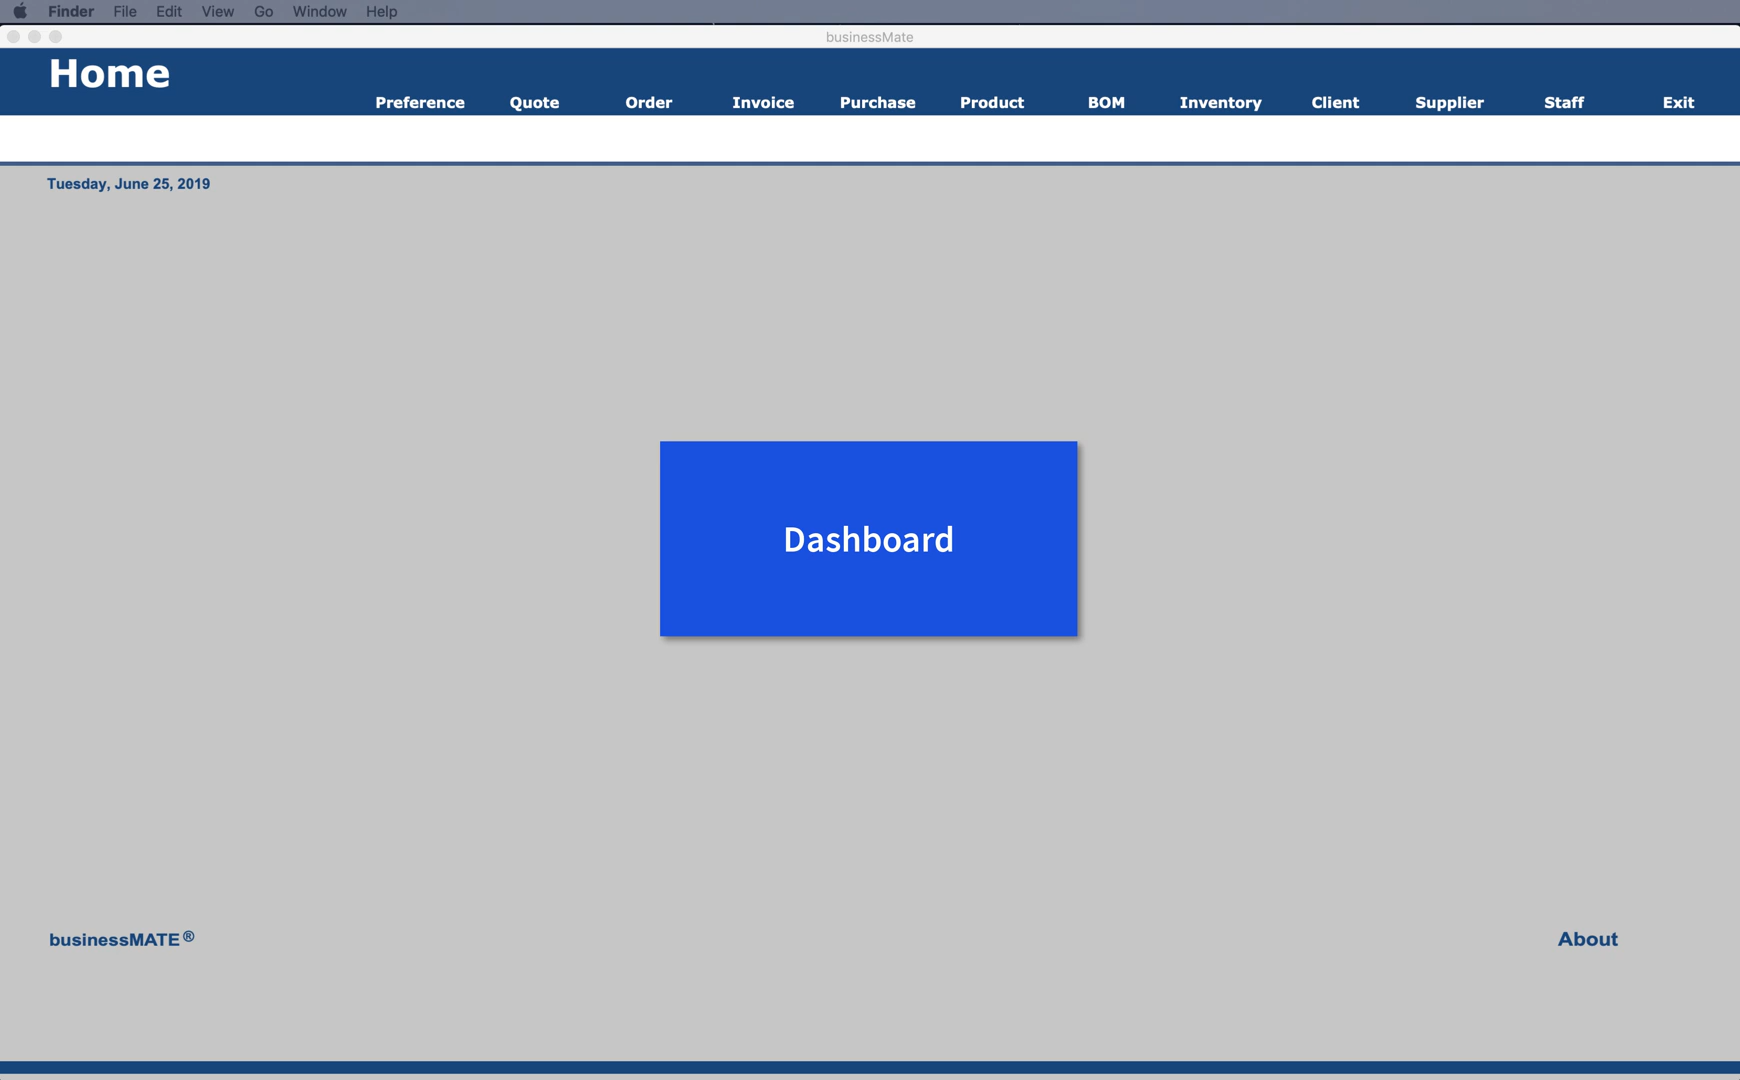 Finder File Edit View Go Window Help
businessMate
Home
Preference Quote Order Invoice Purchase Product BOM Inventory Client Supplier Staff Exit
Tuesday, June 25, 2019
Dashboard
businessMATE ® About